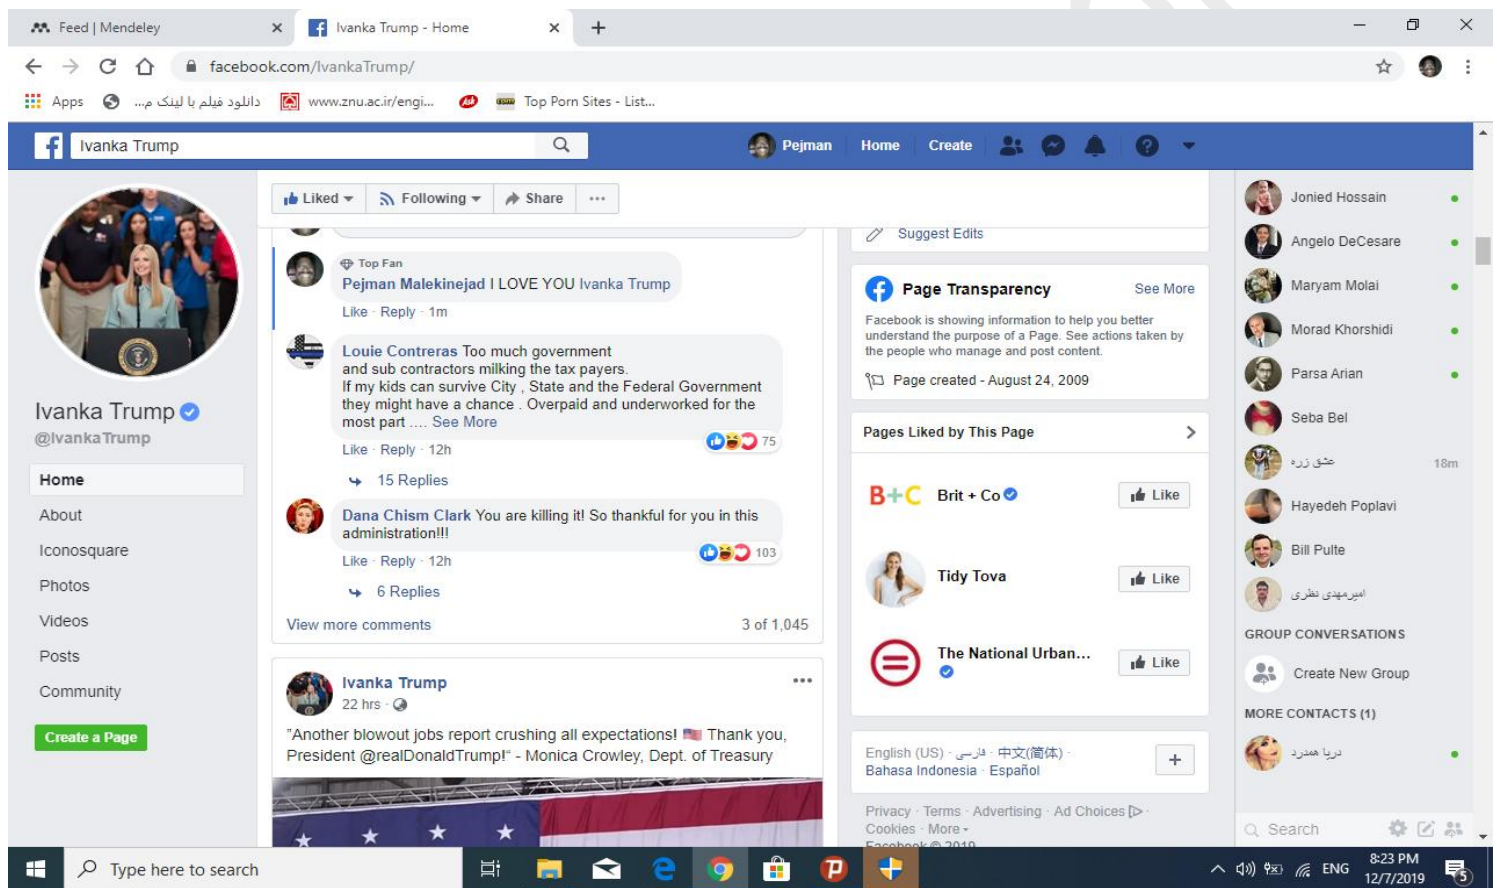 Feed | Mendeley
Ivanka Trump - Home
facebook.com/IvankaTrump/
Apps
دانلود فیلم با لینک م...
www.znu.ac.ir/engi...
Ask
Top Porn Sites - List...
Ivanka Trump
Pejman
Home
Create
Liked
Following
Share
Suggest Edits
Top Fan
Pejman Malekinejad I LOVE YOU Ivanka Trump
Like · Reply · 1m
Louie Contreras Too much government
and sub contractors milking the tax payers.
If my kids can survive City , State and the Federal Government
they might have a chance . Overpaid and underworked for the
most part .... See More
75
Like · Reply · 12h
15 Replies
Dana Chism Clark You are killing it! So thankful for you in this
administration!!!
103
Like · Reply · 12h
6 Replies
View more comments
3 of 1,045
Ivanka Trump
22 hrs ·
"Another blowout jobs report crushing all expectations! 🇺🇸 Thank you,
President @realDonaldTrump!" - Monica Crowley, Dept. of Treasury
Ivanka Trump
@IvankaTrump
Home
About
Iconosquare
Photos
Videos
Posts
Community
Create a Page
Page Transparency
See More
Facebook is showing information to help you better
understand the purpose of a Page. See actions taken by
the people who manage and post content.
Page created - August 24, 2009
Pages Liked by This Page
B+C
Brit + Co
Like
Tidy Tova
Like
The National Urban...
Like
English (US) · فارسی · 中文(简体) ·
Bahasa Indonesia · Español
Privacy · Terms · Advertising · Ad Choices ·
Cookies · More
Facebook © 2019
Jonied Hossain
Angelo DeCesare
Maryam Molai
Morad Khorshidi
Parsa Arian
Seba Bel
عشق زره
18m
Hayedeh Poplavi
Bill Pulte
امیرمهدی نظری
GROUP CONVERSATIONS
Create New Group
MORE CONTACTS (1)
دریا همدرد
Search
Type here to search
ENG
8:23 PM
12/7/2019
5